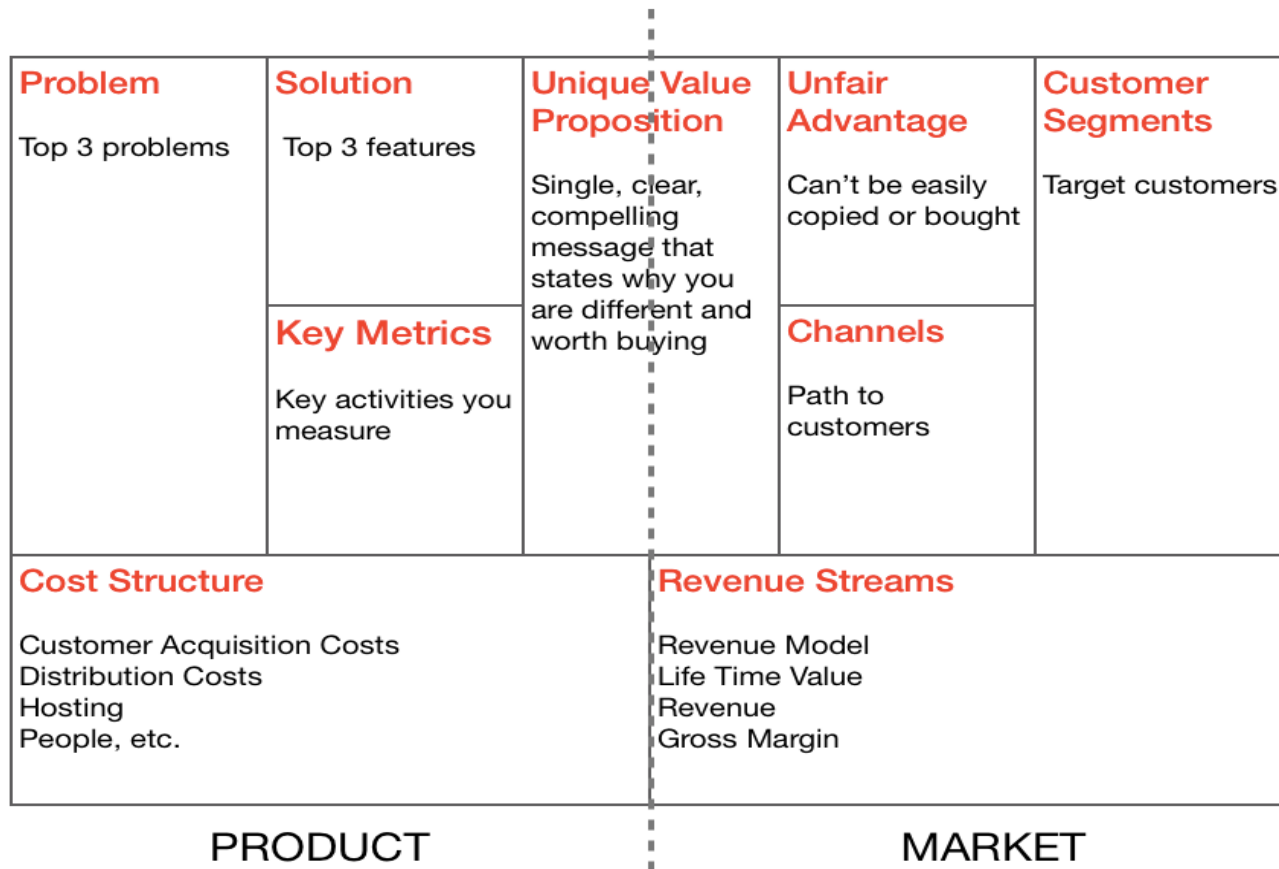 Problem
Top 3 problems
Solution
Top 3 features
Key Metrics
Key activities you
measure
Unique Value
Proposition
Single, clear,
compelling
message that
states why you
are different and
worth buying
Unfair
Advantage
Can't be easily
copied or bought
Channels
Path to
customers
Customer
Segments
Target customers
Cost Structure
Customer Acquisition Costs
Distribution Costs
Hosting
People, etc.
Revenue Streams
Revenue Model
Life Time Value
Revenue
Gross Margin
PRODUCT
MARKET